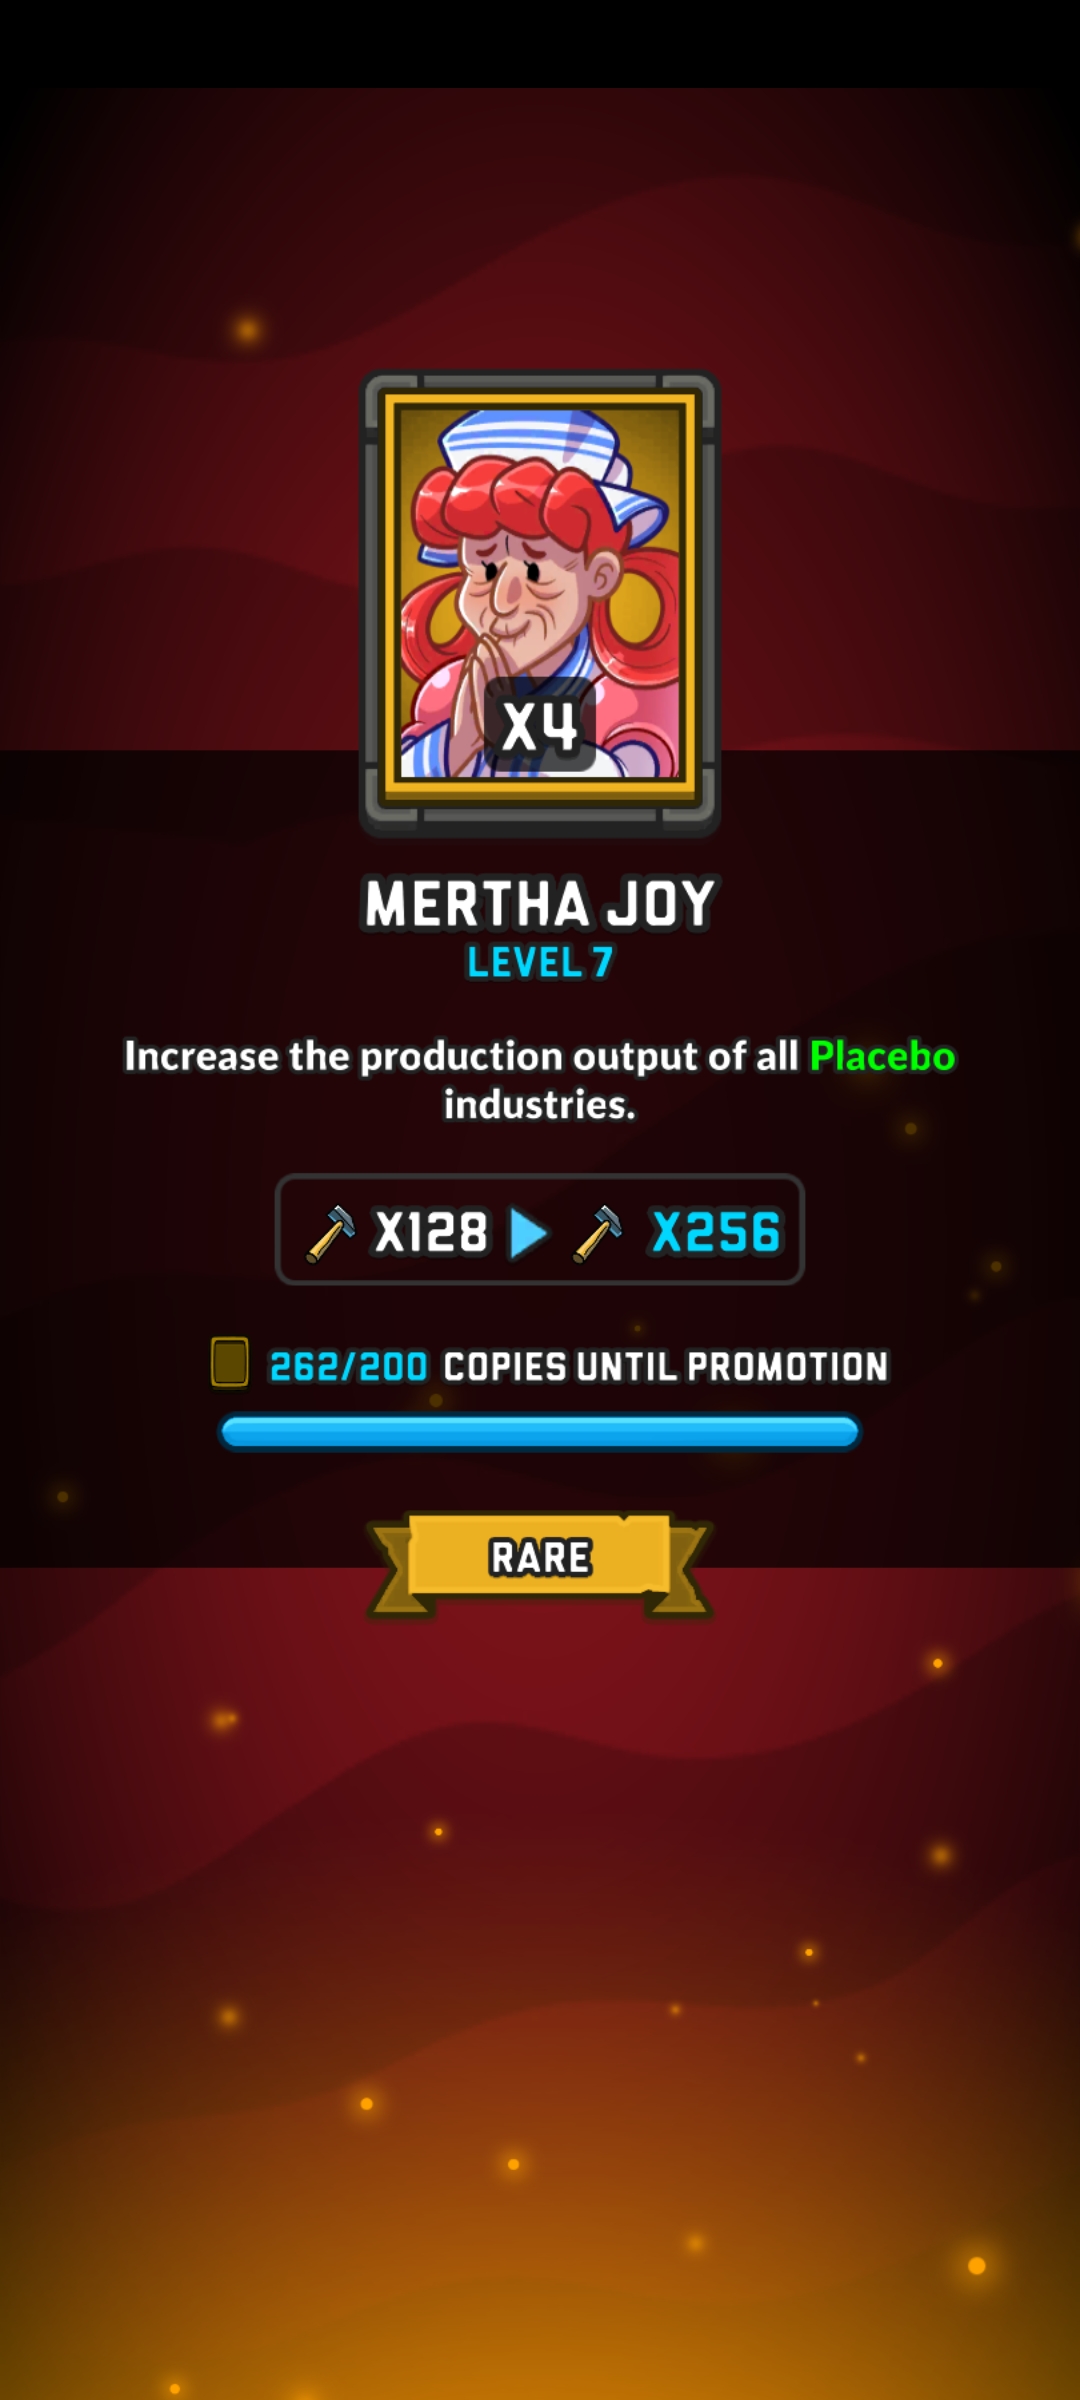 X4
MERTHA JOY
LEVEL 7
Increase the production output of all Placebo
industries.
X128 X256
262/200 COPIES UNTIL PROMOTION
RARE